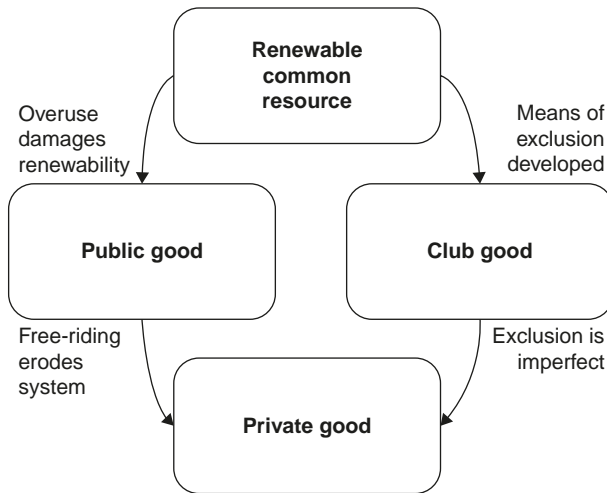 Renewable
common
resource
Overuse
damages
renewability
Means of
exclusion
developed
Public good
Club good
Free-riding
erodes
system
Exclusion is
imperfect
Private good